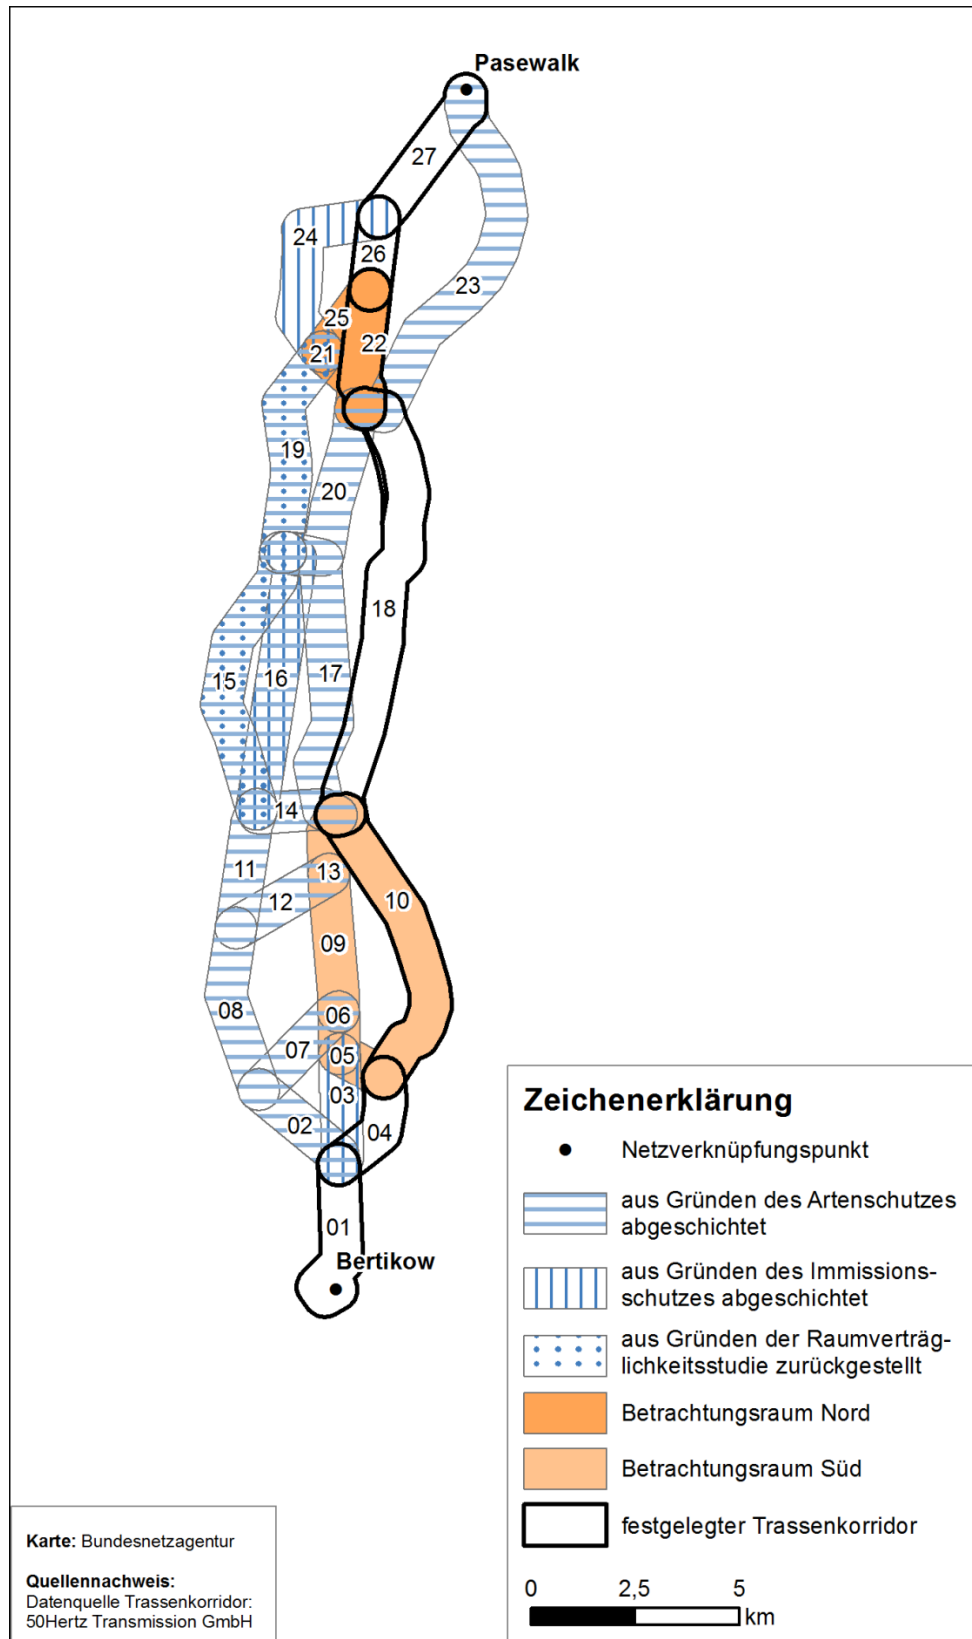 Pasewalk
27
24
26
23
25
22
21
19
20
18
17
16
15
14
11
13
12
10
09
08
06
07
05
03
02
04
01
Bertikow
Zeichenerklärung
Netzverknüpfungspunkt
aus Gründen des Artenschutzes
abgeschichtet
aus Gründen des Immissions-
schutzes abgeschichtet
aus Gründen der Raumverträg-
lichkeitsstudie zurückgestellt
Betrachtungsraum Nord
Betrachtungsraum Süd
festgelegter Trassenkorridor
0 2,5 5
km
Karte: Bundesnetzagentur
Quellennachweis:
Datenquelle Trassenkorridor:
50Hertz Transmission GmbH